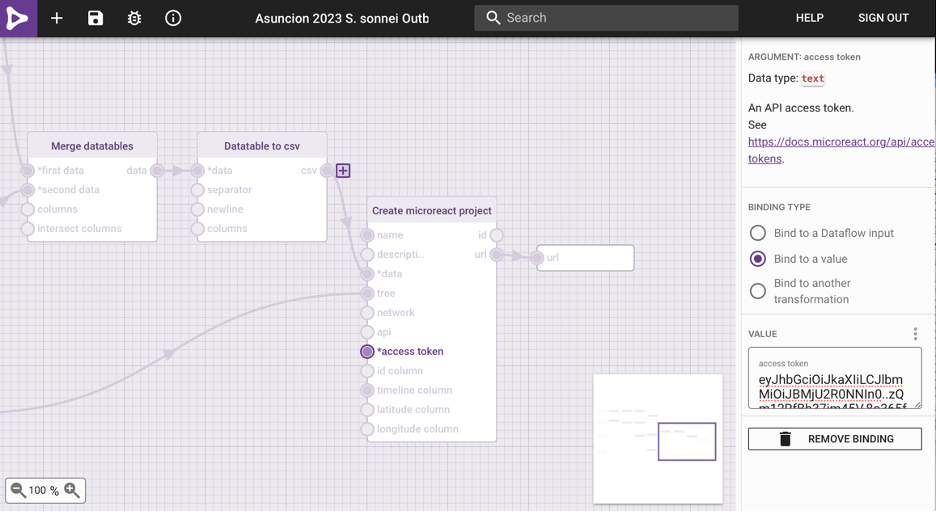 Asuncion 2023 S. sonnei Outb
Search
HELP
SIGN OUT
Merge datatables
*first data
data
*second data
columns
intersect columns
Datatable to csv
*data
csv
separator
newline
columns
Create microreact project
name
id
descripti...
url
*data
tree
network
api
*access token
id column
timeline column
latitude column
longitude column
url
100 %
ARGUMENT: access token
Data type: text
An API access token.
See
https://docs.microreact.org/api/acce
tokens.
BINDING TYPE
Bind to a Dataflow input
Bind to a value
Bind to another
transformation
VALUE
access token
REMOVE BINDING